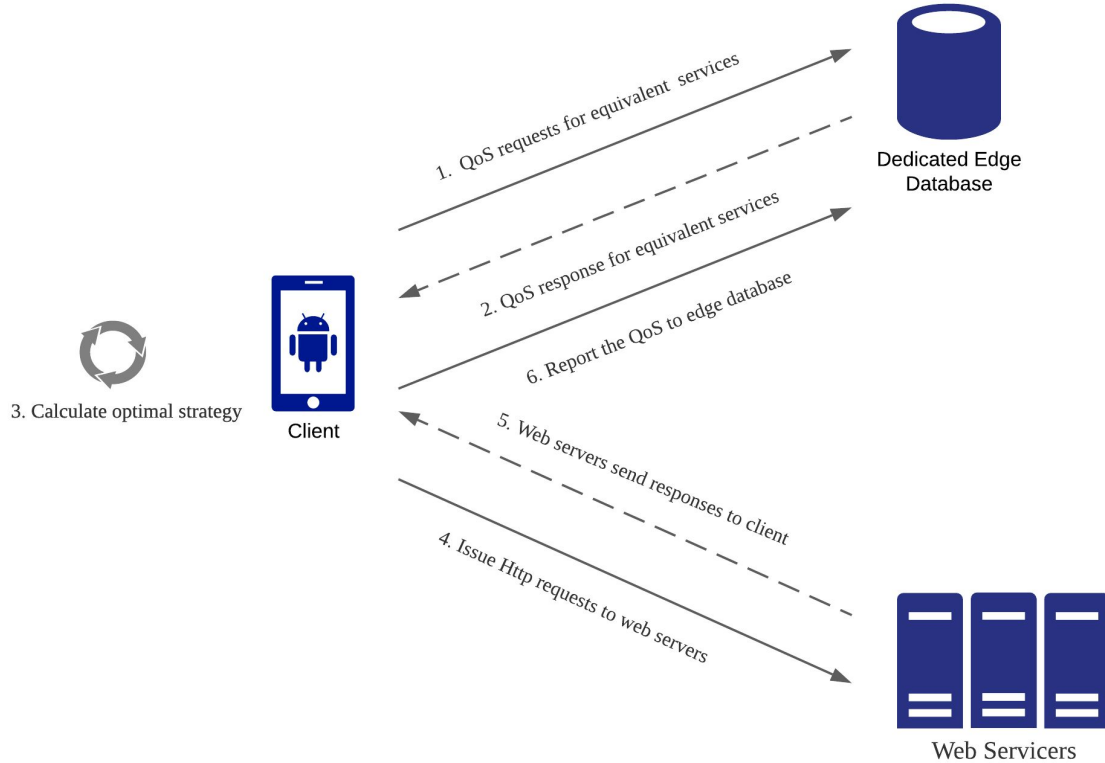 1. QoS requests for equivalent services
Dedicated Edge
Database
2. QoS response for equivalent services
6. Report the QoS to edge database
3. Calculate optimal strategy
Client
5. Web servers send responses to client
4. Issue Http requests to web servers
Web Servicers